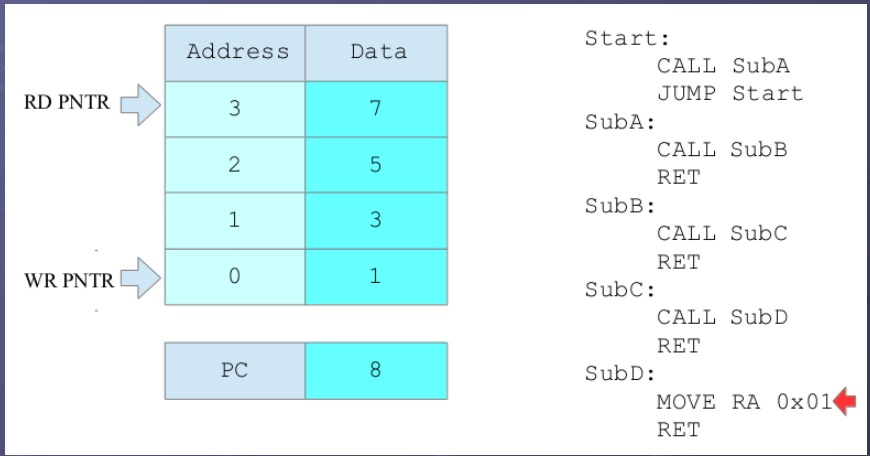 Address Data
RD PNTR 3 7
2 5
1 3
WR PNTR 0 1
PC 8
Start:
CALL SubA
JUMP Start
SubA:
CALL SubB
RET
SubB:
CALL SubC
RET
SubC:
CALL SubD
RET
SubD:
MOVE RA 0x01
RET